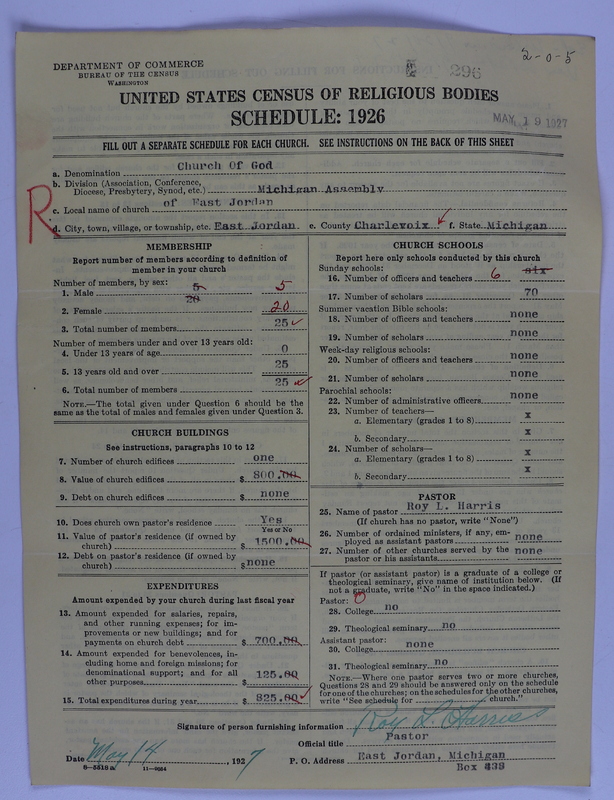 2-0-5
296
DEPARTMENT OF COMMERCE
BUREAU OF THE CENSUS
WASHINGTON
UNITED STATES CENSUS OF RELIGIOUS BODIES
SCHEDULE: 1926
MAY 19 1927
FILL OUT A SEPARATE SCHEDULE FOR EACH CHURCH. SEE INSTRUCTIONS ON THE BACK OF THIS SHEET
R
a. Denomination Church Of God
b. Division (Association, Conference,
Diocese, Presbytery, Synod, etc.) Michigan Assembly
c. Local name of church of East Jordan
d. City, town, village, or township, etc. East Jordan e. County Charlevoix f. State Michigan
MEMBERSHIP
Report number of members according to definition of
member in your church
Number of members, by sex:
1. Male 5 5
2. Female 20 20
3. Total number of members 25
Number of members under and over 13 years old:
4. Under 13 years of age 0
5. 13 years old and over 25
6. Total number of members 25
NOTE.—The total given under Question 6 should be
the same as the total of males and females given under Question 3.
CHURCH BUILDINGS
See instructions, paragraphs 10 to 12
7. Number of church edifices one
8. Value of church edifices $ 800.00
9. Debt on church edifices $ none
10. Does church own pastor's residence Yes
Yes or No
11. Value of pastor's residence (if owned by
church) $ 1500.00
12. Debt on pastor's residence (if owned by
church) $ none
EXPENDITURES
Amount expended by your church during last fiscal year
13. Amount expended for salaries, repairs,
and other running expenses; for im-
provements or new buildings; and for
payments on church debt $ 700.00
14. Amount expended for benevolences, in-
cluding home and foreign missions; for
denominational support; and for all
other purposes $ 125.00
15. Total expenditures during year $ 825.00
CHURCH SCHOOLS
Report here only schools conducted by this church
Sunday schools:
16. Number of officers and teachers 6 six
17. Number of scholars 70
Summer vacation Bible schools:
18. Number of officers and teachers none
19. Number of scholars none
Week-day religious schools:
20. Number of officers and teachers none
21. Number of scholars none
Parochial schools:
22. Number of administrative officers none
23. Number of teachers—
a. Elementary (grades 1 to 8) x
b. Secondary x
24. Number of scholars—
a. Elementary (grades 1 to 8) x
b. Secondary x
PASTOR
25. Name of pastor Roy L. Harris
(If church has no pastor, write "None")
26. Number of ordained ministers, if any, em-
ployed as assistant pastors none
27. Number of other churches served by the
pastor or his assistants none
If pastor (or assistant pastor) is a graduate of a college or
theological seminary, give name of institution below. (If
not a graduate, write "No" in the space indicated.)
Pastor: 0
28. College no
29. Theological seminary no
Assistant pastor:
30. College none
31. Theological seminary no
NOTE.—Where one pastor serves two or more churches,
Questions 28 and 29 should be answered only on the schedule
for one of the churches; on the schedules for the other churches,
write "See schedule for church."
Signature of person furnishing information Roy L. Harris
Official title Pastor
Date May 14, 1927 P. O. Address East Jordan, Michigan
8—5518a 11—9034 Box 439